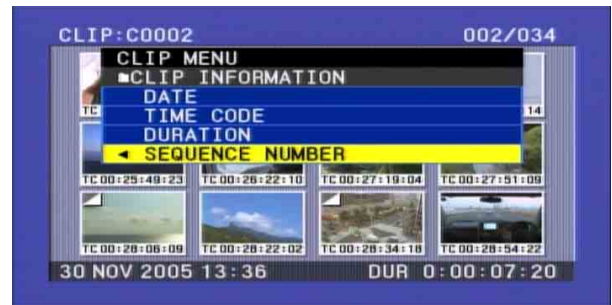 CLIP:C0002 002/034
CLIP MENU
CLIP INFORMATION
DATE
TIME CODE
DURATION
SEQUENCE NUMBER
TC 14
TC 00:25:49:23 TC 00:26:22:10 TC 00:27:19:04 TC 00:27:51:09
TC 00:28:06:09 TC 00:28:22:02 TC 00:28:34:18 TC 00:28:54:22
30 NOV 2005 13:36 DUR 0:00:07:20